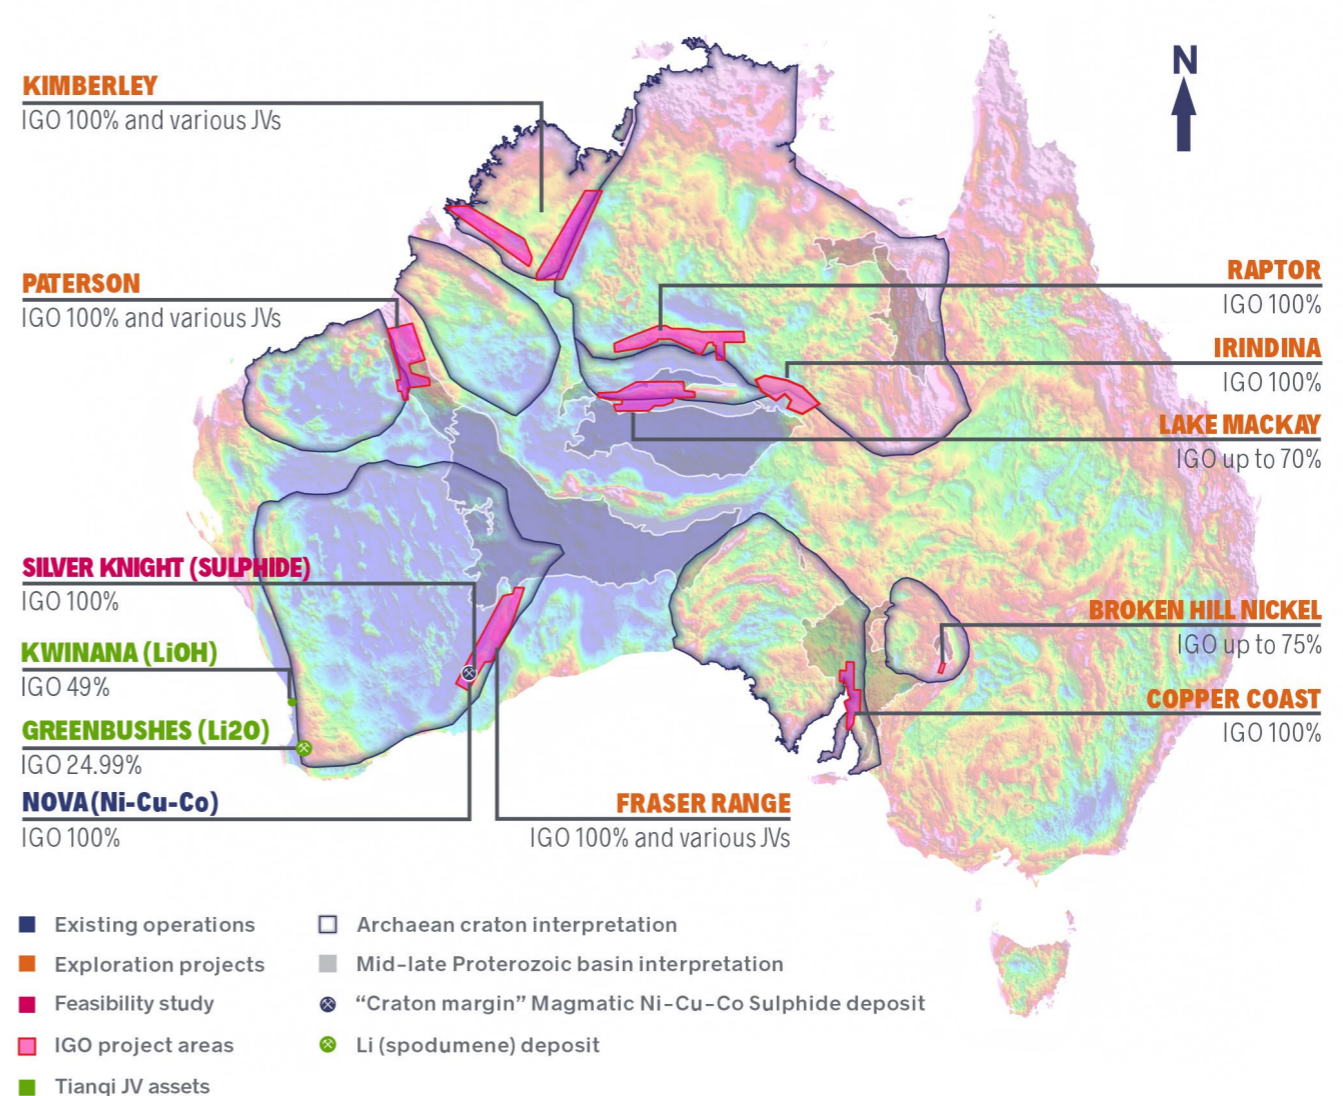 KIMBERLEY
IGO 100% and various JVs
N
PATERSON
IGO 100% and various JVs
RAPTOR
IGO 100%
IRINDINA
IGO 100%
LAKE MACKAY
IGO up to 70%
SILVER KNIGHT (SULPHIDE)
IGO 100%
KWINANA (LiOH)
IGO 49%
GREENBUSHES (Li2O)
IGO 24.99%
NOVA (Ni-Cu-Co)
IGO 100%
BROKEN HILL NICKEL
IGO up to 75%
COPPER COAST
IGO 100%
FRASER RANGE
IGO 100% and various JVs
Existing operations
Exploration projects
Feasibility study
IGO project areas
Tianqi JV assets
Archaean craton interpretation
Mid-late Proterozoic basin interpretation
“Craton margin” Magmatic Ni-Cu-Co Sulphide deposit
Li (spodumene) deposit